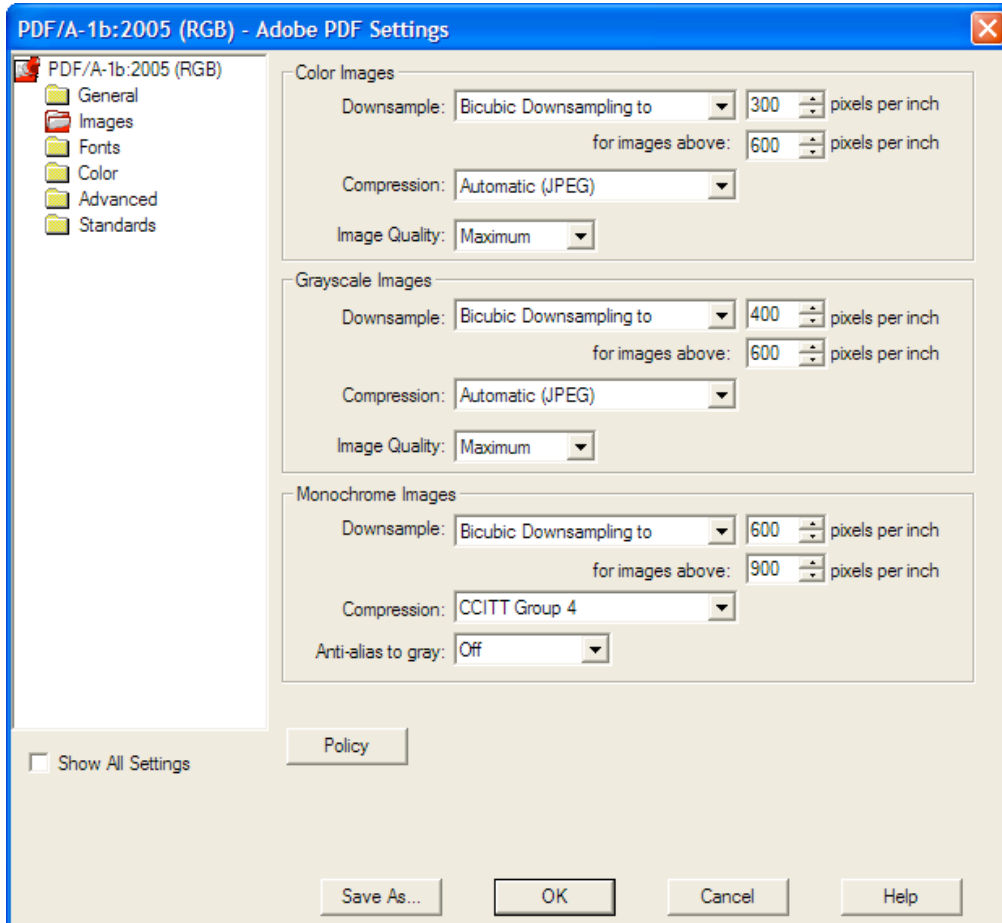 PDF/A-1b:2005 (RGB) - Adobe PDF Settings
PDF/A-1b:2005 (RGB)
General
Images
Fonts
Color
Advanced
Standards
Show All Settings
Color Images
Downsample: Bicubic Downsampling to 300 pixels per inch
for images above: 600 pixels per inch
Compression: Automatic (JPEG)
Image Quality: Maximum
Grayscale Images
Downsample: Bicubic Downsampling to 400 pixels per inch
for images above: 600 pixels per inch
Compression: Automatic (JPEG)
Image Quality: Maximum
Monochrome Images
Downsample: Bicubic Downsampling to 600 pixels per inch
for images above: 900 pixels per inch
Compression: CCITT Group 4
Anti-alias to gray: Off
Policy
Save As... OK Cancel Help